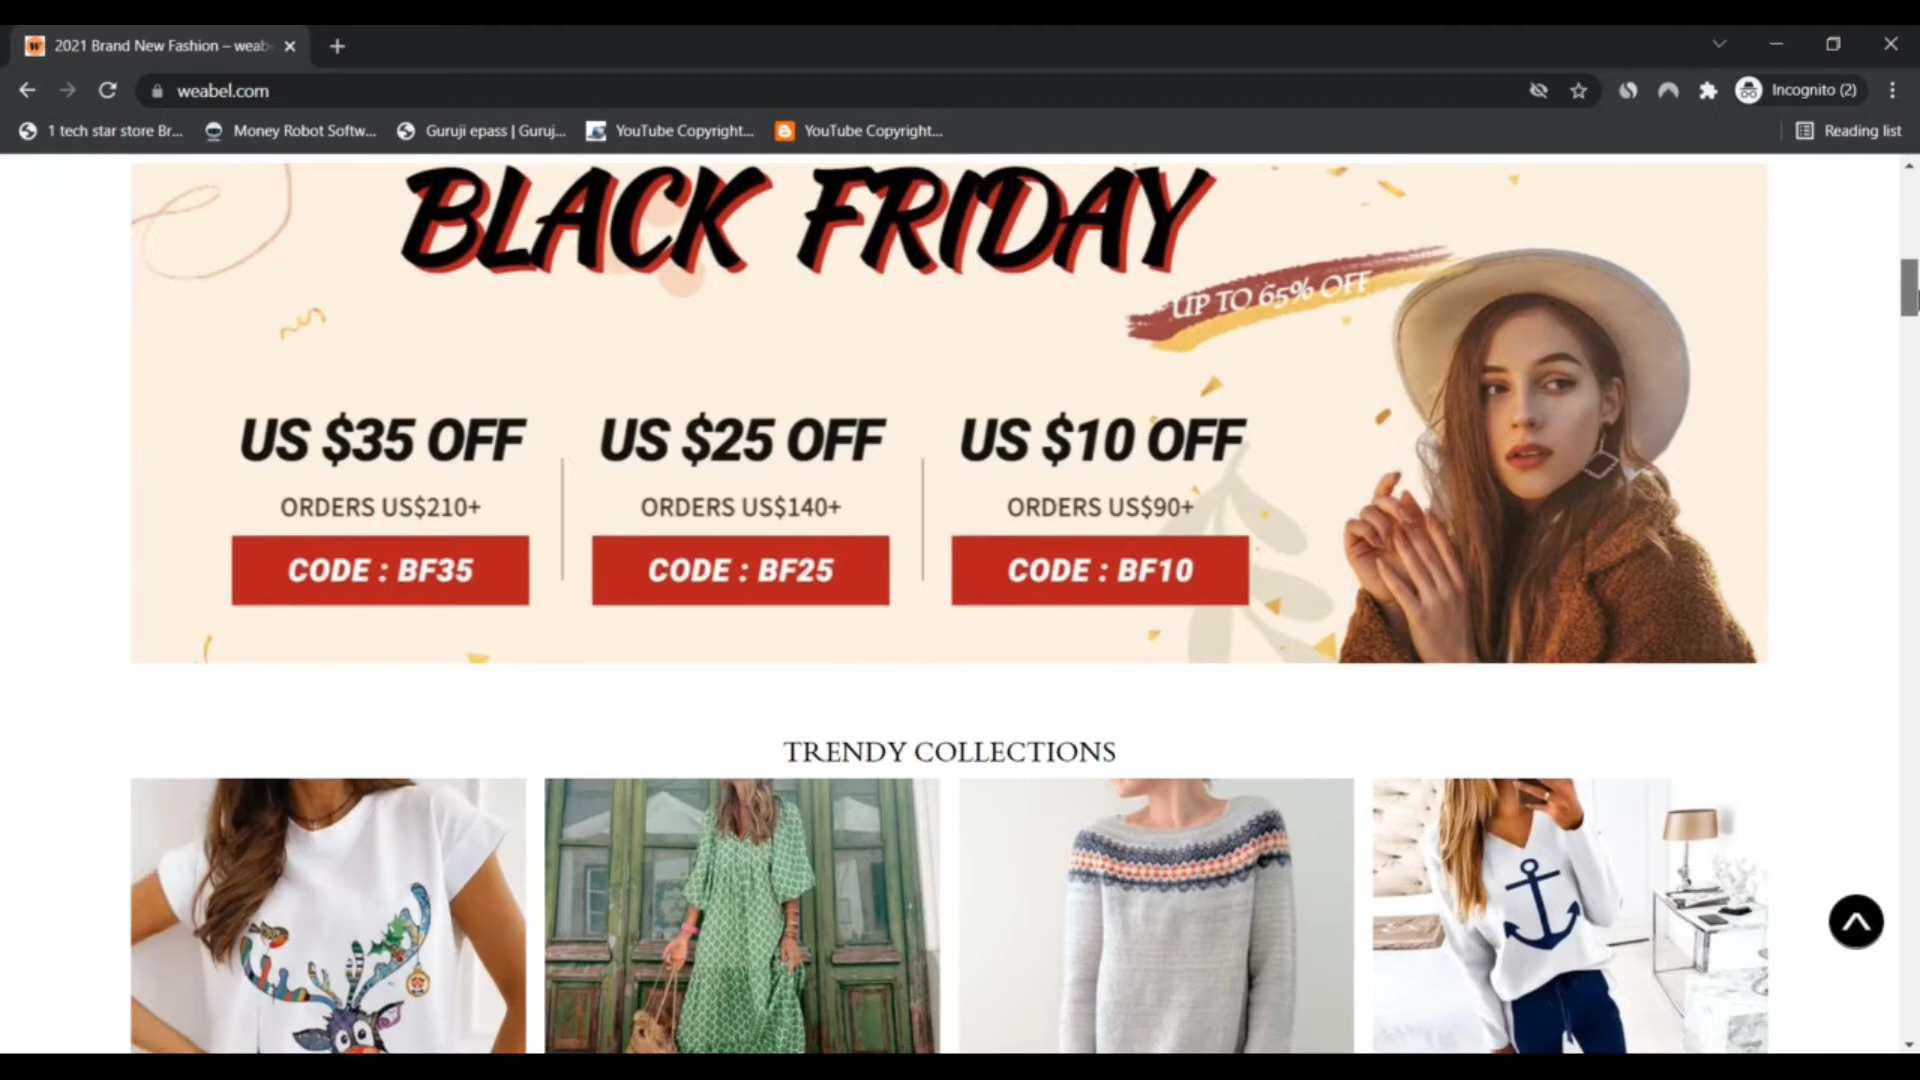 2021 Brand New Fashion – weab
weabel.com
Incognito (2)
1 tech star store Br...
Money Robot Softw...
Guruji epass | Guruj...
YouTube Copyright...
YouTube Copyright...
Reading list
BLACK FRIDAY
UP TO 65% OFF
US $35 OFF
ORDERS US$210+
CODE : BF35
US $25 OFF
ORDERS US$140+
CODE : BF25
US $10 OFF
ORDERS US$90+
CODE : BF10
TRENDY COLLECTIONS